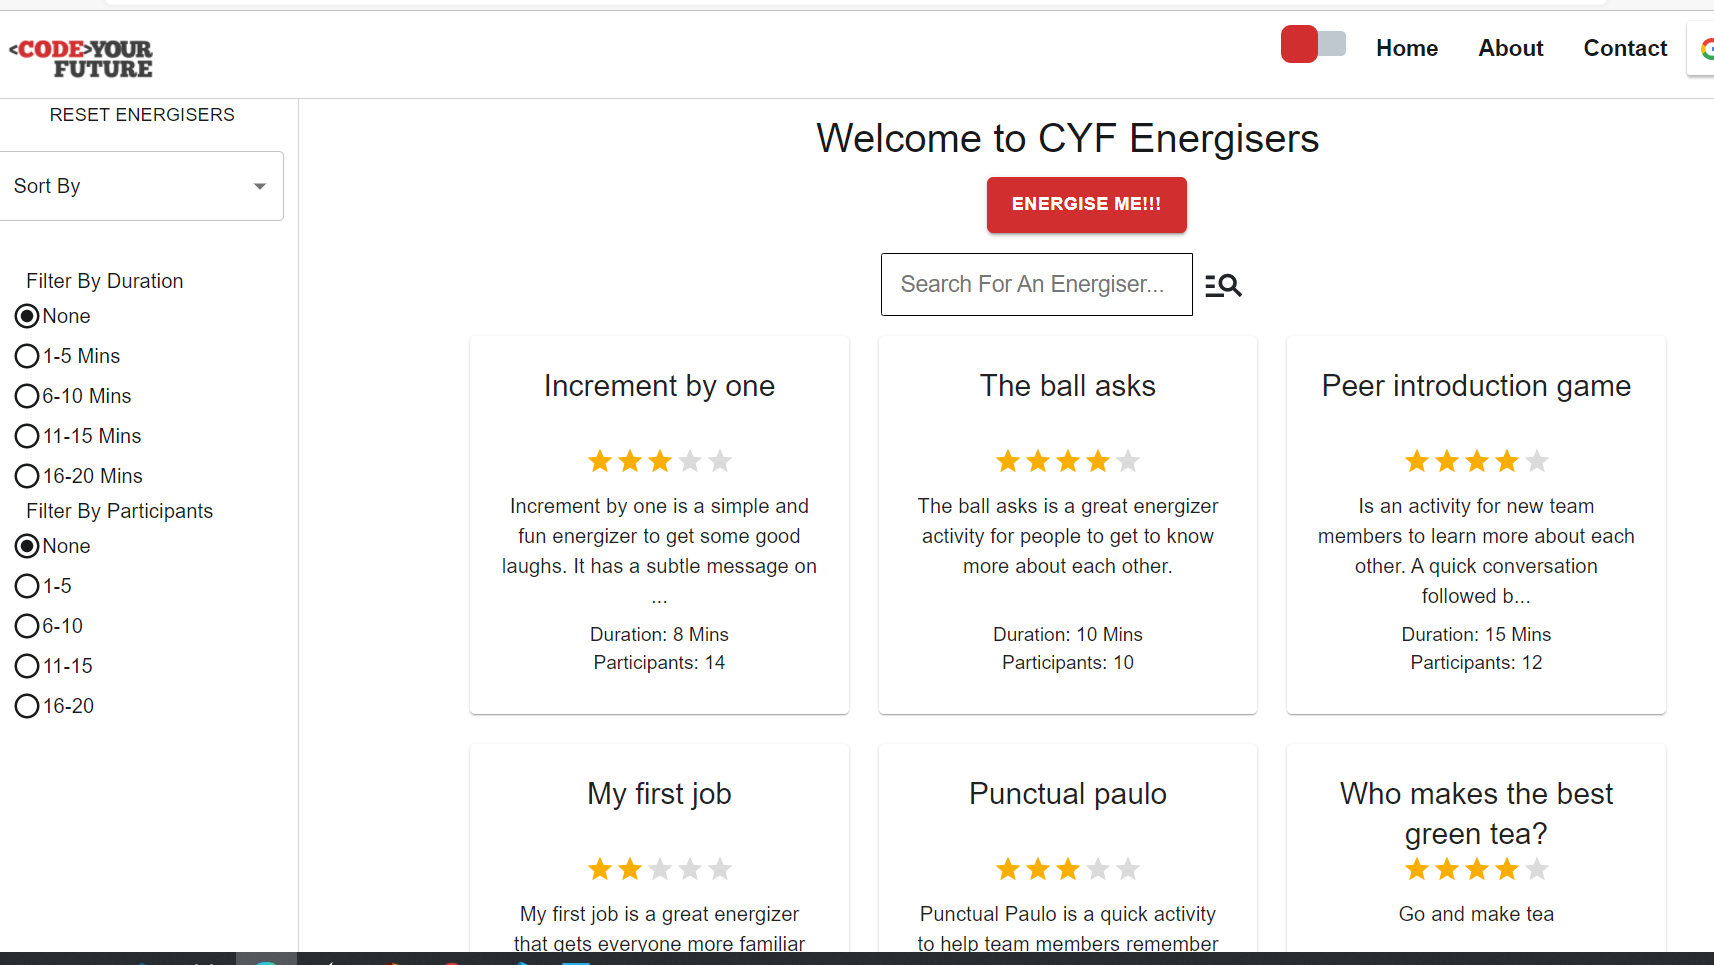 <CODE>YOUR
FUTURE
Home
About
Contact
RESET ENERGISERS
Sort By
Filter By Duration
None
1-5 Mins
6-10 Mins
11-15 Mins
16-20 Mins
Filter By Participants
None
1-5
6-10
11-15
16-20
Welcome to CYF Energisers
ENERGISE ME!!!
Search For An Energiser...
Increment by one
Increment by one is a simple and
fun energizer to get some good
laughs. It has a subtle message on
...
Duration: 8 Mins
Participants: 14
The ball asks
The ball asks is a great energizer
activity for people to get to know
more about each other.
Duration: 10 Mins
Participants: 10
Peer introduction game
Is an activity for new team
members to learn more about each
other. A quick conversation
followed b...
Duration: 15 Mins
Participants: 12
My first job
My first job is a great energizer
that gets everyone more familiar
Punctual paulo
Punctual Paulo is a quick activity
to help team members remember
Who makes the best
green tea?
Go and make tea